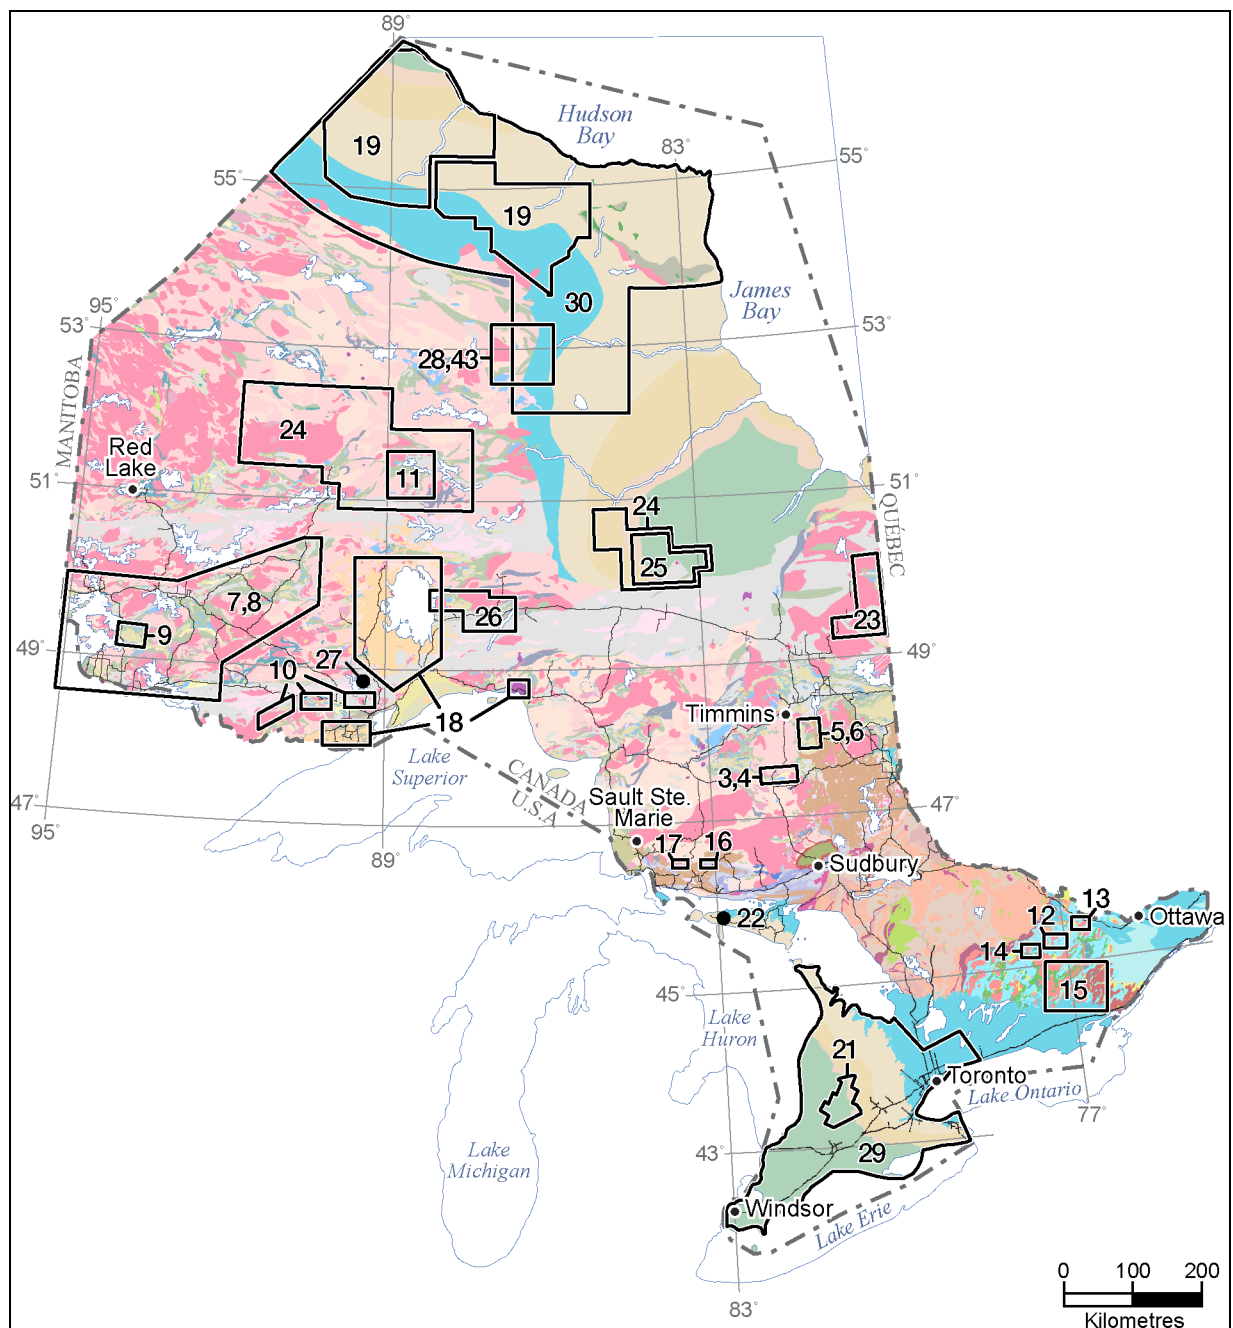 89°
Hudson
Bay
83°
55°
19
55°
19
James
Bay
30
95°
53°
53°
28,43
MANITOBA
24
Red
Lake
11
51°
51°
24
QUÉBEC
25
7,8
26
23
9
49°
49°
27
10
18
Timmins
5,6
Lake
Superior
3,4
CANADA
U.S.A
Sault Ste.
Marie
47°
47°
95°
89°
17
16
Sudbury
13
12
22
Ottawa
14
15
45°
Lake
Huron
21
Toronto
Lake Ontario
77°
Lake
Michigan
43°
29
Windsor
Lake Erie
0 100 200
Kilometres
83°